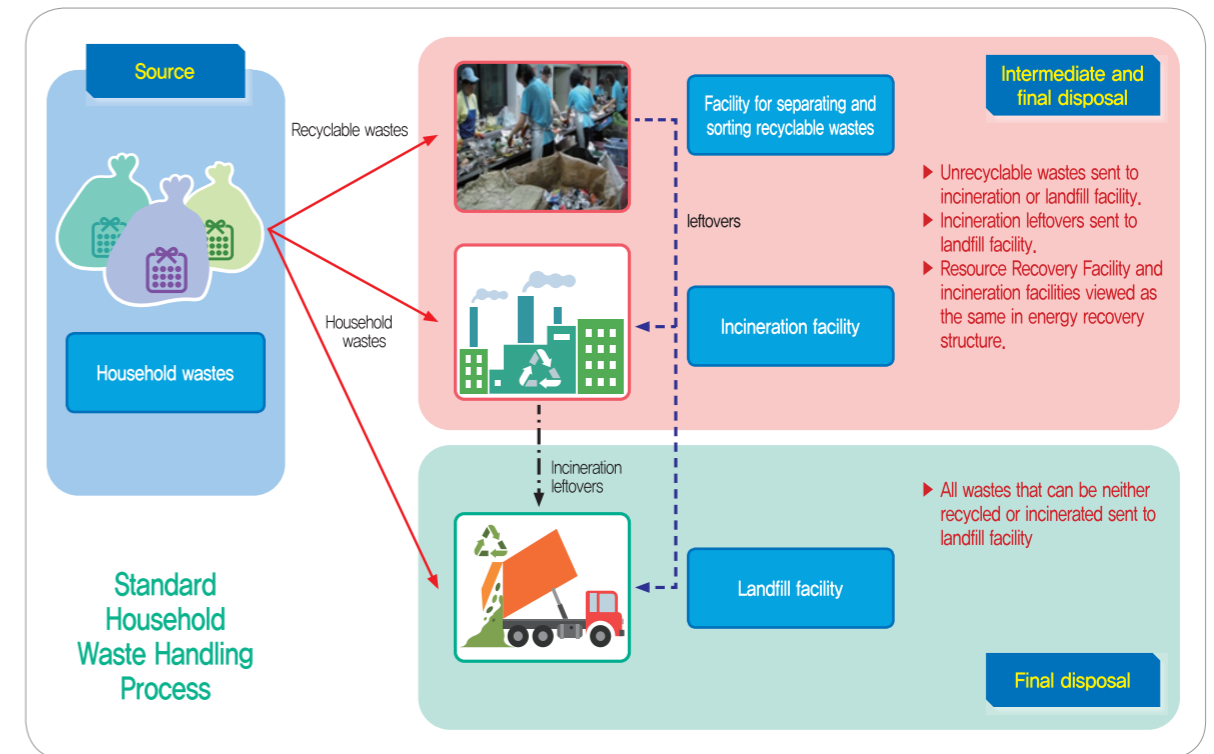 Source
Household wastes
Standard
Household
Waste Handling
Process
Recyclable wastes
Household
wastes
Intermediate and
final disposal
Facility for separating and
sorting recyclable wastes
leftovers
Incineration facility
▶ Unrecyclable wastes sent to
incineration or landfill facility.
▶ Incineration leftovers sent to
landfill facility.
▶ Resource Recovery Facility and
incineration facilities viewed as
the same in energy recovery
structure.
Incineration
leftovers
Landfill facility
▶ All wastes that can be neither
recycled or incinerated sent to
landfill facility
Final disposal